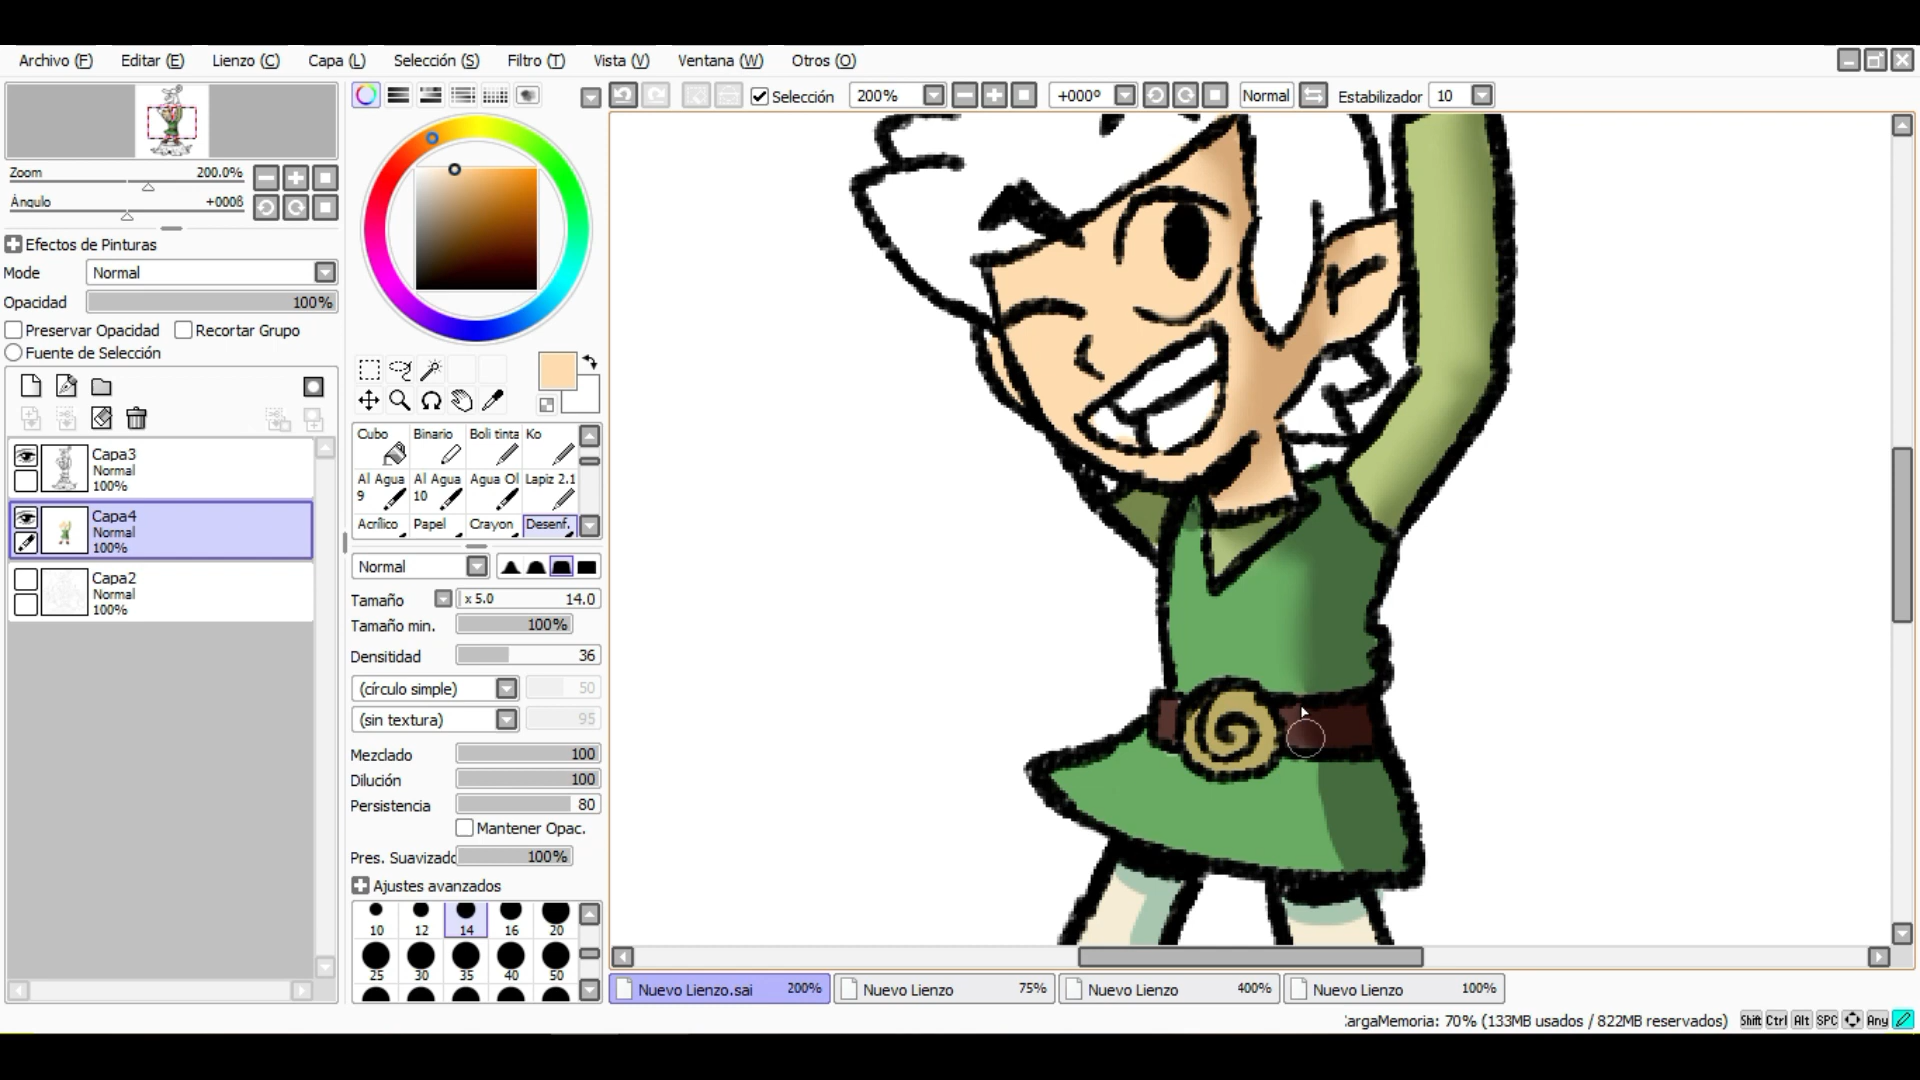 Archivo (F) Editar (E) Lienzo (C) Capa (L) Selección (S) Filtro (T) Vista (V) Ventana (W) Otros (O)
Selección 200% +000º Normal Estabilizador 10
Zoom 200.0%
Ángulo +000ß
Efectos de Pinturas
Mode Normal
Opacidad 100%
Preservar Opacidad Recortar Grupo
Fuente de Selección
Capa3
Normal
100%
Capa4
Normal
100%
Capa2
Normal
100%
Cubo Binario Boli tinta Ko
Al Agua 9 Al Agua 10 Agua Ol Lapiz 2.1
Acrílico Papel Crayon Desenf.
Normal
Tamaño x 5.0 14.0
Tamaño min. 100%
Densitidad 36
(círculo simple) 50
(sin textura) 95
Mezclado 100
Dilución 100
Persistencia 80
Mantener Opac.
Pres. Suavizado 100%
Ajustes avanzados
10 12 14 16 20
25 30 35 40 50
Nuevo Lienzo.sai 200% Nuevo Lienzo 75% Nuevo Lienzo 400% Nuevo Lienzo 100%
argaMemoria: 70% (133MB usados / 822MB reservados) Shift Ctrl Alt SPC Any